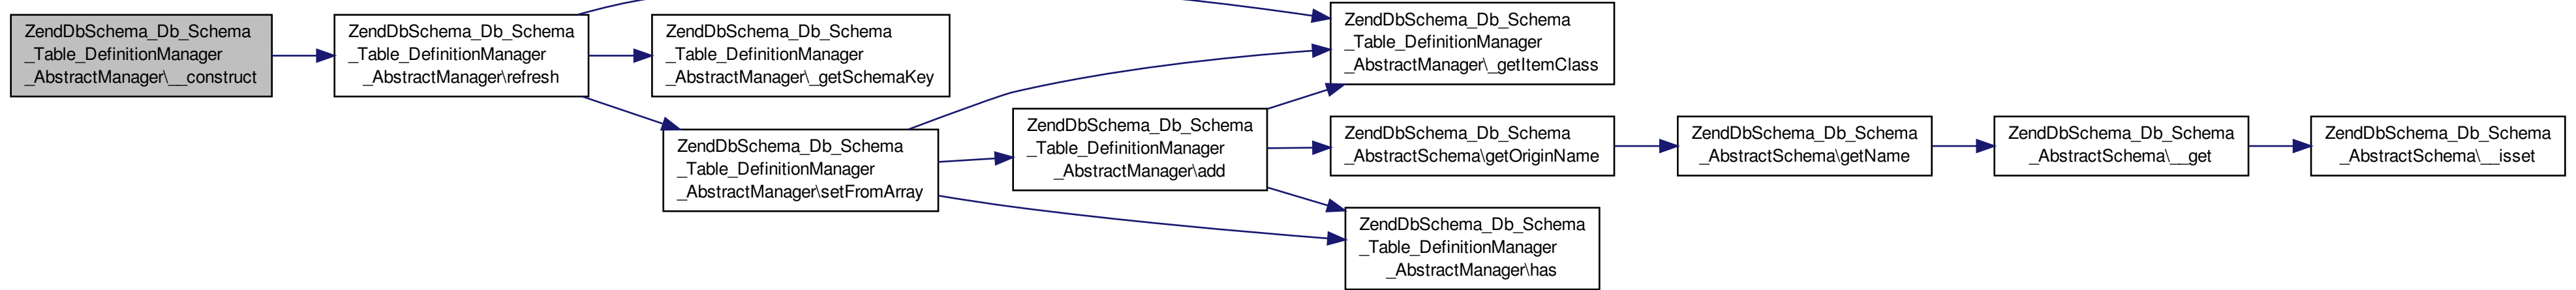 ZendDbSchema_Db_Schema
_Table_DefinitionManager
_AbstractManager\__construct
ZendDbSchema_Db_Schema
_Table_DefinitionManager
_AbstractManager\refresh
ZendDbSchema_Db_Schema
_Table_DefinitionManager
_AbstractManager\_getSchemaKey
ZendDbSchema_Db_Schema
_Table_DefinitionManager
_AbstractManager\setFromArray
ZendDbSchema_Db_Schema
_Table_DefinitionManager
_AbstractManager\add
ZendDbSchema_Db_Schema
_Table_DefinitionManager
_AbstractManager\_getItemClass
ZendDbSchema_Db_Schema
_AbstractSchema\getOriginName
ZendDbSchema_Db_Schema
_Table_DefinitionManager
_AbstractManager\has
ZendDbSchema_Db_Schema
_AbstractSchema\getName
ZendDbSchema_Db_Schema
_AbstractSchema\__get
ZendDbSchema_Db_Schema
_AbstractSchema\__isset